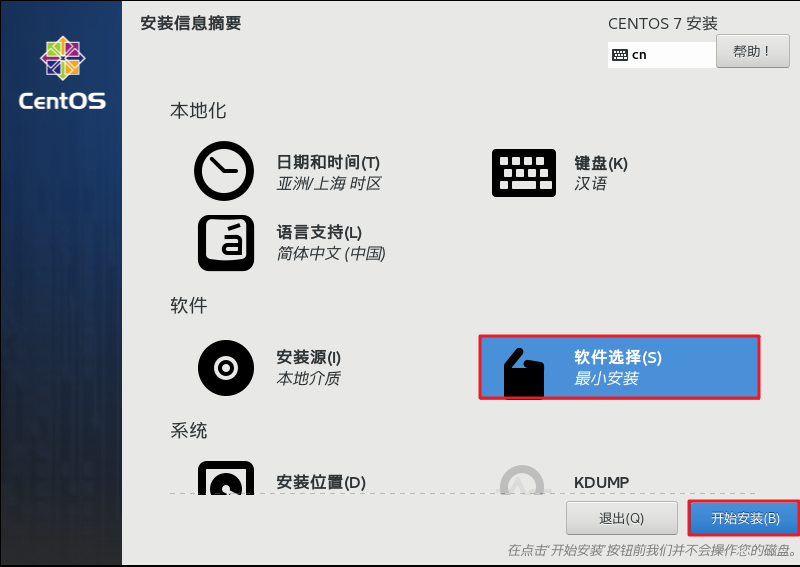 安装信息摘要
CENTOS 7 安装
cn
帮助！
CentOS
本地化
日期和时间(T)
亚洲/上海 时区
键盘(K)
汉语
á
语言支持(L)
简体中文 (中国)
软件
安装源(I)
本地介质
软件选择(S)
最小安装
系统
安装位置(D)
KDUMP
退出(Q)
开始安装(B)
在点击'开始安装'按钮前我们并不会操作您的磁盘。